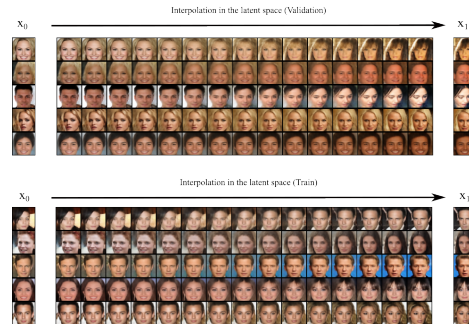 Interpolation in the latent space (Validation)
x₀ x₁
Interpolation in the latent space (Train)
x₀ x₁